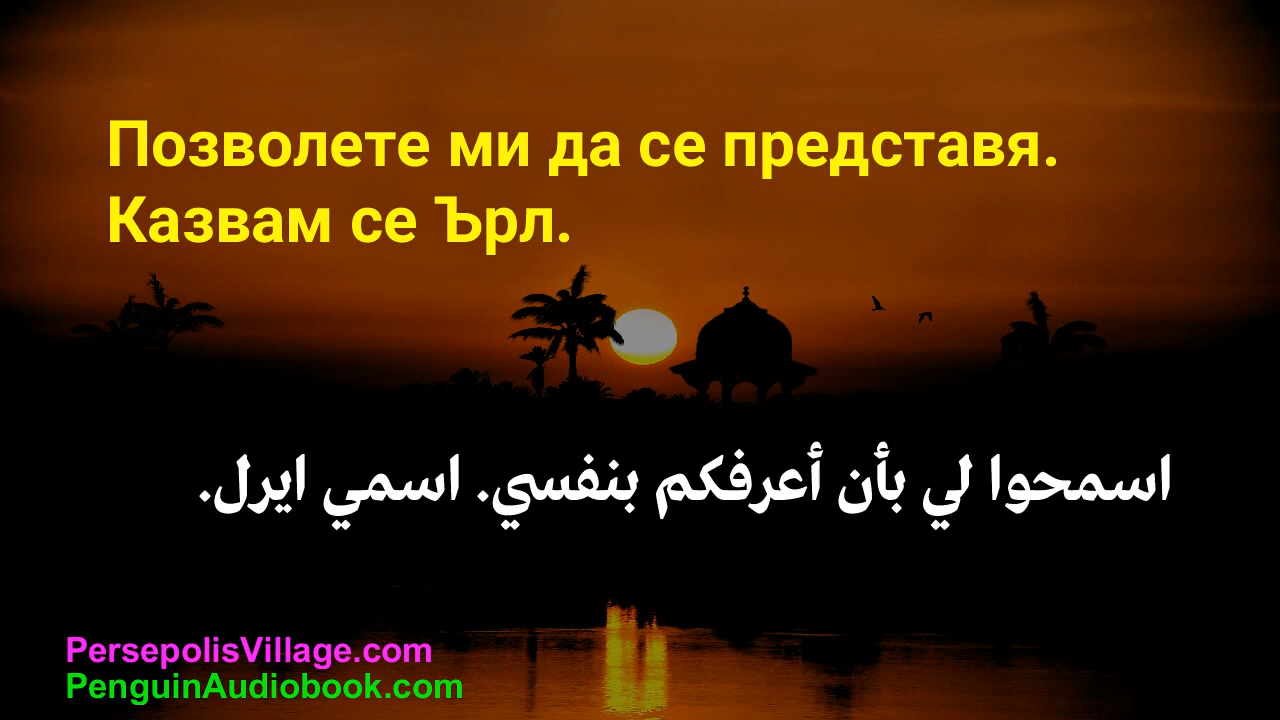 Позволете ми да се представя.
Казвам се Ърл.
اسمحوا لي بأن أعرفكم بنفسي. اسمي ايرل.
PersepolisVillage.com
PenguinAudiobook.com